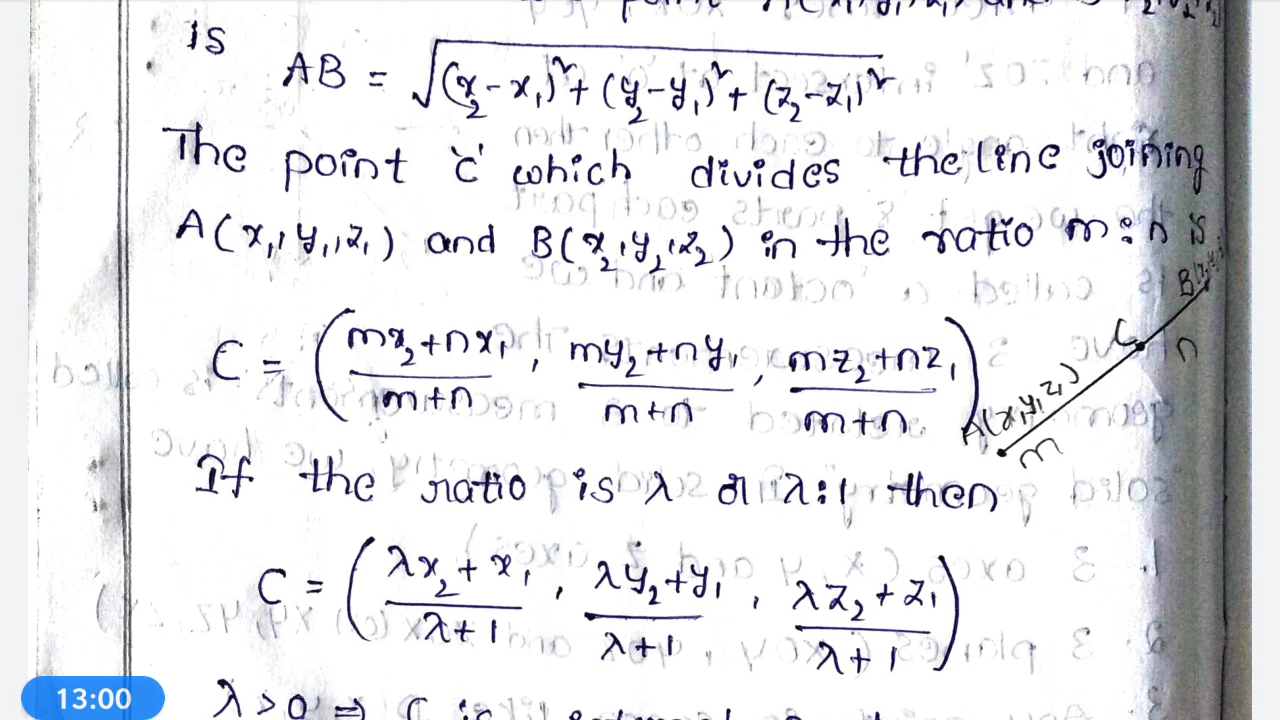 is
AB = √((x₂-x₁)²+(y₂-y₁)²+(z₂-z₁)²)
The point 'c' which divides the line joining
A(x₁,y₁,z₁) and B(x₂,y₂,z₂) in the ratio m:n is
C = ((mx₂+nx₁)/(m+n), (my₂+ny₁)/(m+n), (mz₂+nz₁)/(m+n))
A(x₁,y₁,z₁) m C n B
If the ratio is λ or λ:1 then
C = ((λx₂+x₁)/(λ+1), (λy₂+y₁)/(λ+1), (λz₂+z₁)/(λ+1))
λ>0 ⇒ C is
13:00